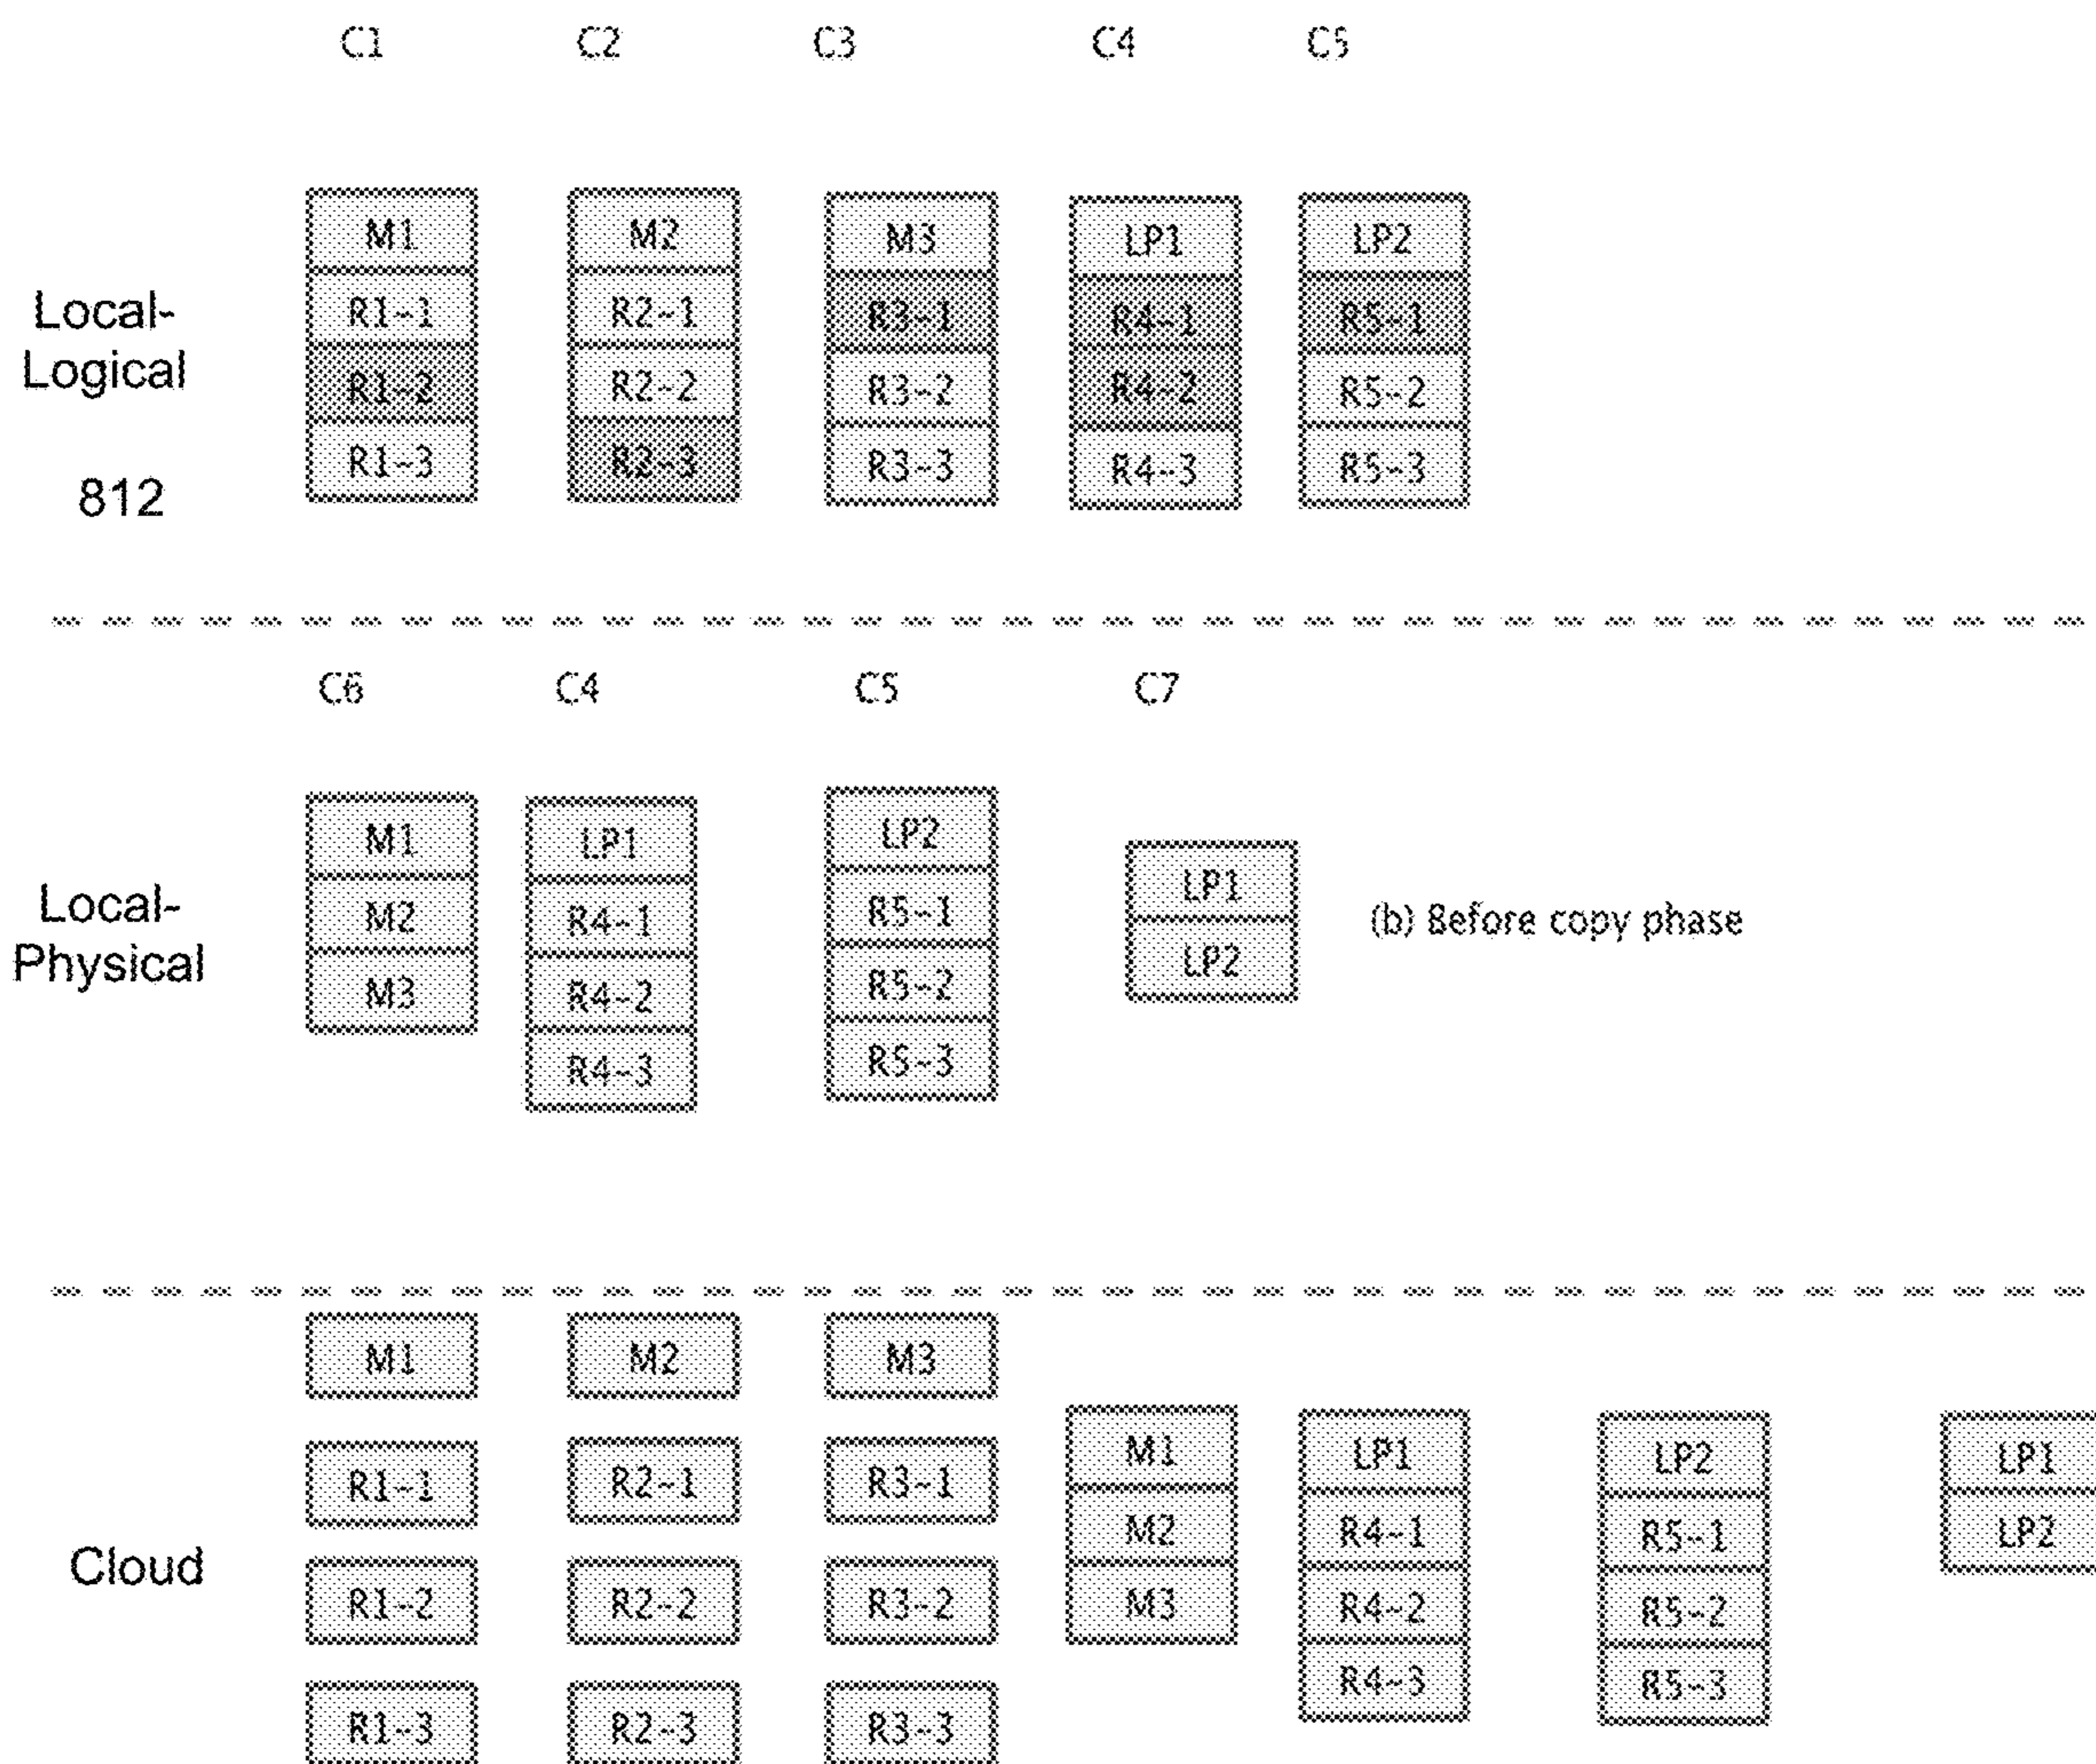 C1 C2 C3 C4 C5
M1 M2 M3 LP1 LP2
Local-
Logical
R1-1 R2-1 R3-1 R4-1 R5-1
R1-2 R2-2 R3-2 R4-2 R5-2
R1-3 R2-3 R3-3 R4-3 R5-3
812
C6 C4 C5 C7
Local-
Physical
M1 LP1 LP2
M2 R4-1 R5-1
M3 R4-2 R5-2
R4-3 R5-3
LP1
LP2
(b) Before copy phase
Cloud
M1 M2 M3
R1-1 R2-1 R3-1
R1-2 R2-2 R3-2
R1-3 R2-3 R3-3
M1 LP1 LP2 LP1
M2 R4-1 R5-1 LP2
M3 R4-2 R5-2
R4-3 R5-3